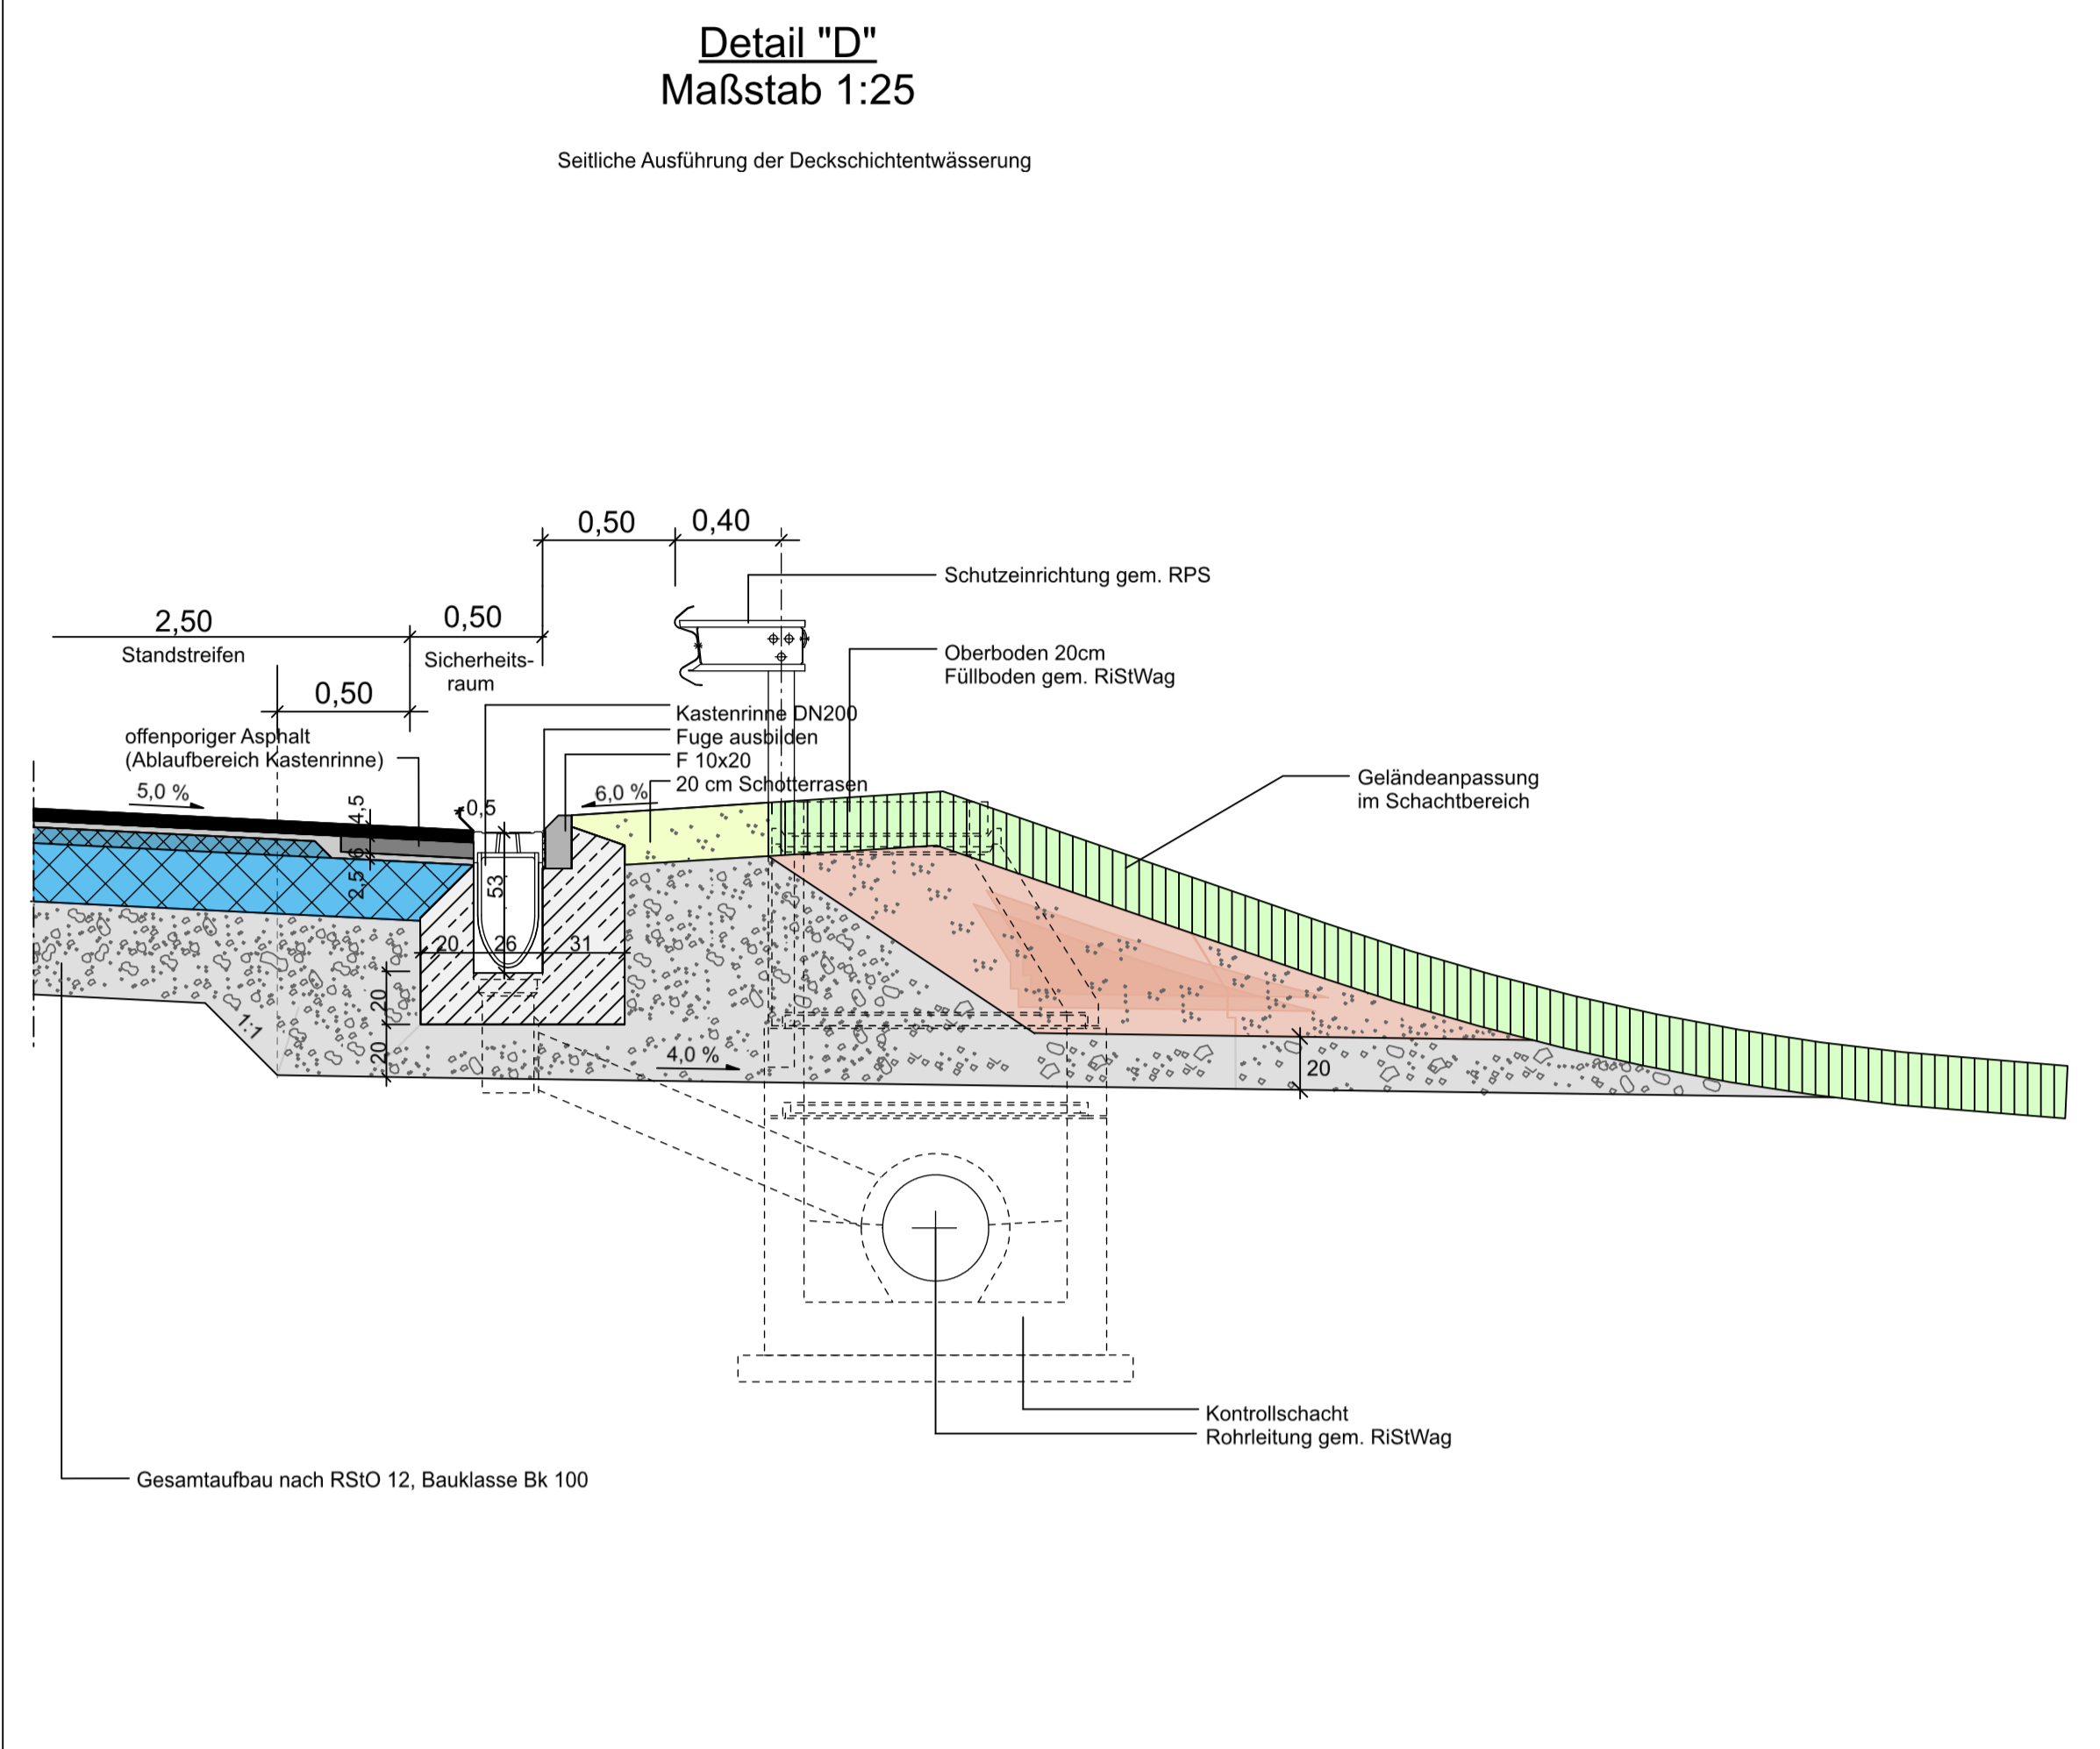 Detail "D"
Maßstab 1:25
Seitliche Ausführung der Deckschichtentwässerung
0,50
0,40
Schutzeinrichtung gem. RPS
2,50
0,50
Standstreifen
Sicherheits-
raum
Oberboden 20cm
Füllboden gem. RiStWag
0,50
Kastenrinne DN200
Fuge ausbilden
F 10x20
20 cm Schotterrasen
offenporiger Asphalt
(Ablaufbereich Kastenrinne)
Geländeanpassung
im Schachtbereich
5,0 %
6,0 %
4,5
0,5
6
2,5
53
20
26
31
20
1:1
20
4,0 %
20
Kontrollschacht
Rohrleitung gem. RiStWag
Gesamtaufbau nach RStO 12, Bauklasse Bk 100